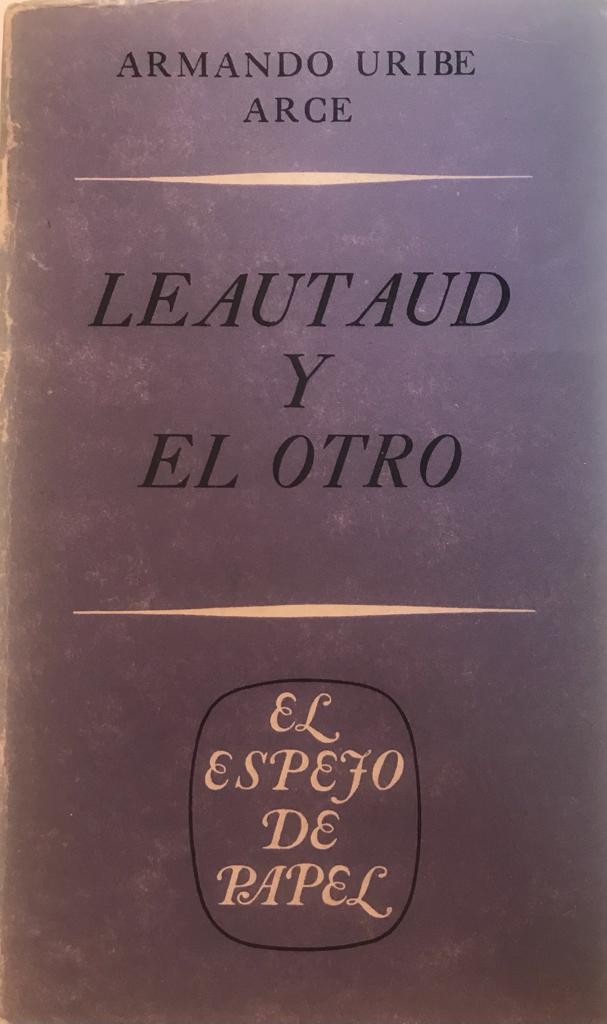 ARMANDO URIBE
ARCE
LEAUTAUD
Y
EL OTRO
EL
ESPEJO
DE
PAPEL